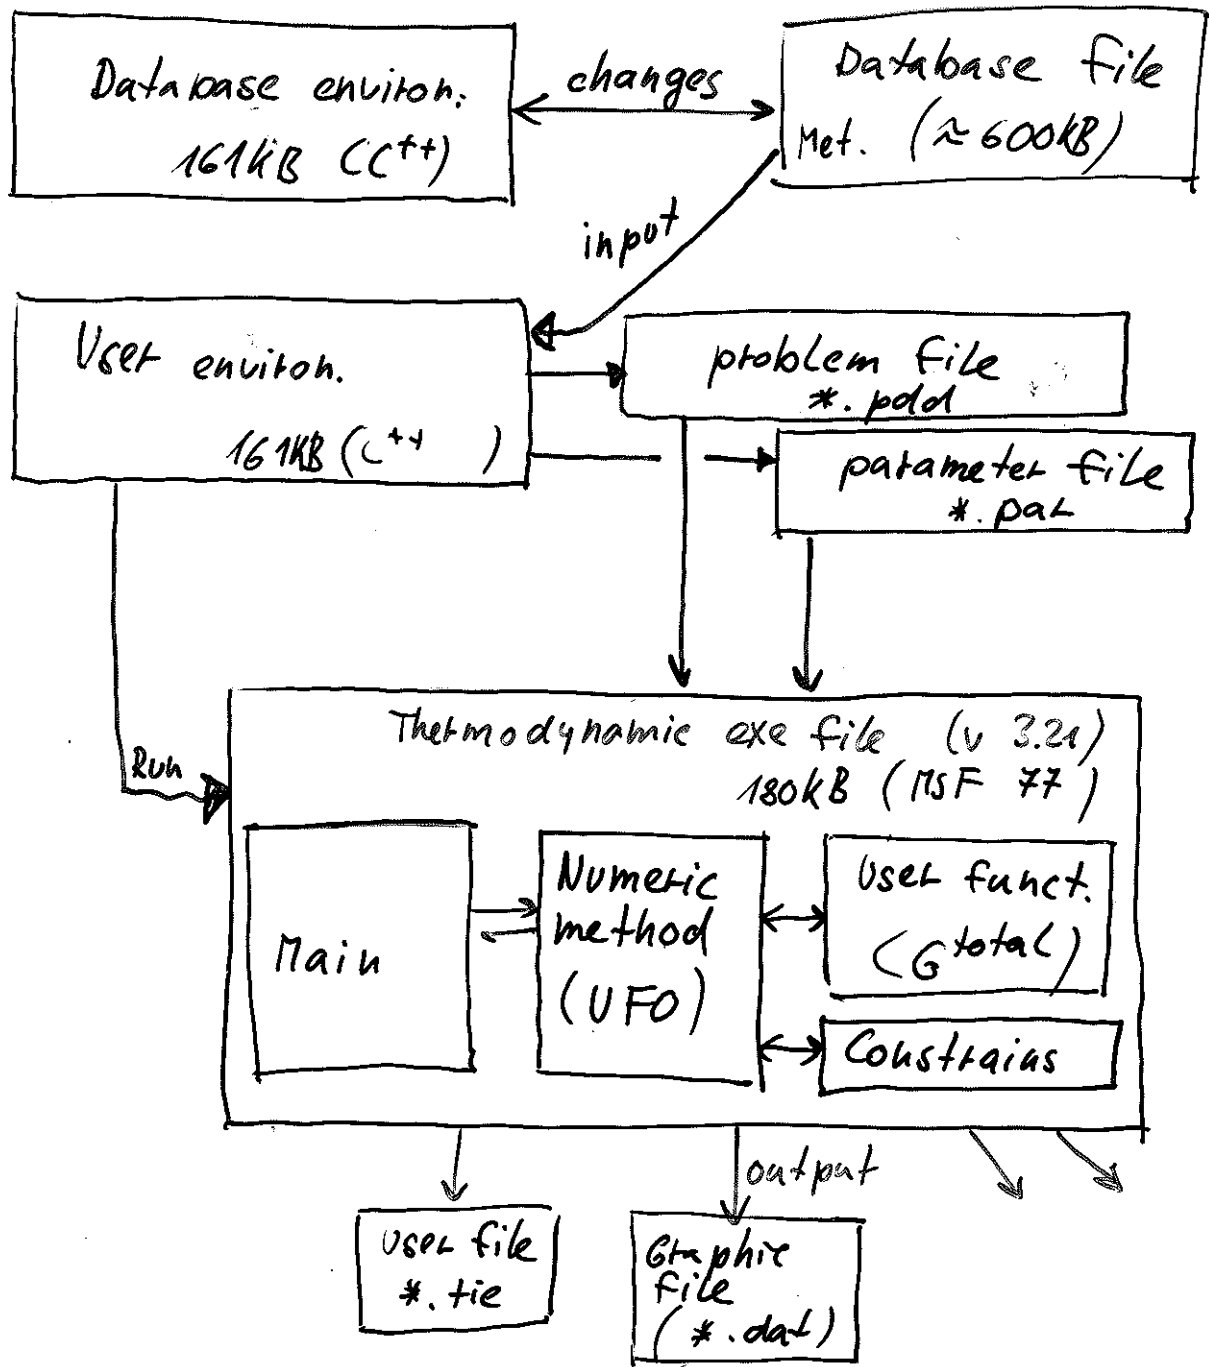 Database environ.
161kB (C++)
changes
Database file
Met. (≈600kB)
input
User environ.
161kB (C++ )
problem file
*.pdd
parameter file
*.par
Run
Thermodynamic exe file (v 3.21)
180kB (MSF 77)
Main
Numeric
method
(UFO)
User funct.
(G total)
Constrains
output
User file
*.tie
Graphic
file
(*.dat)